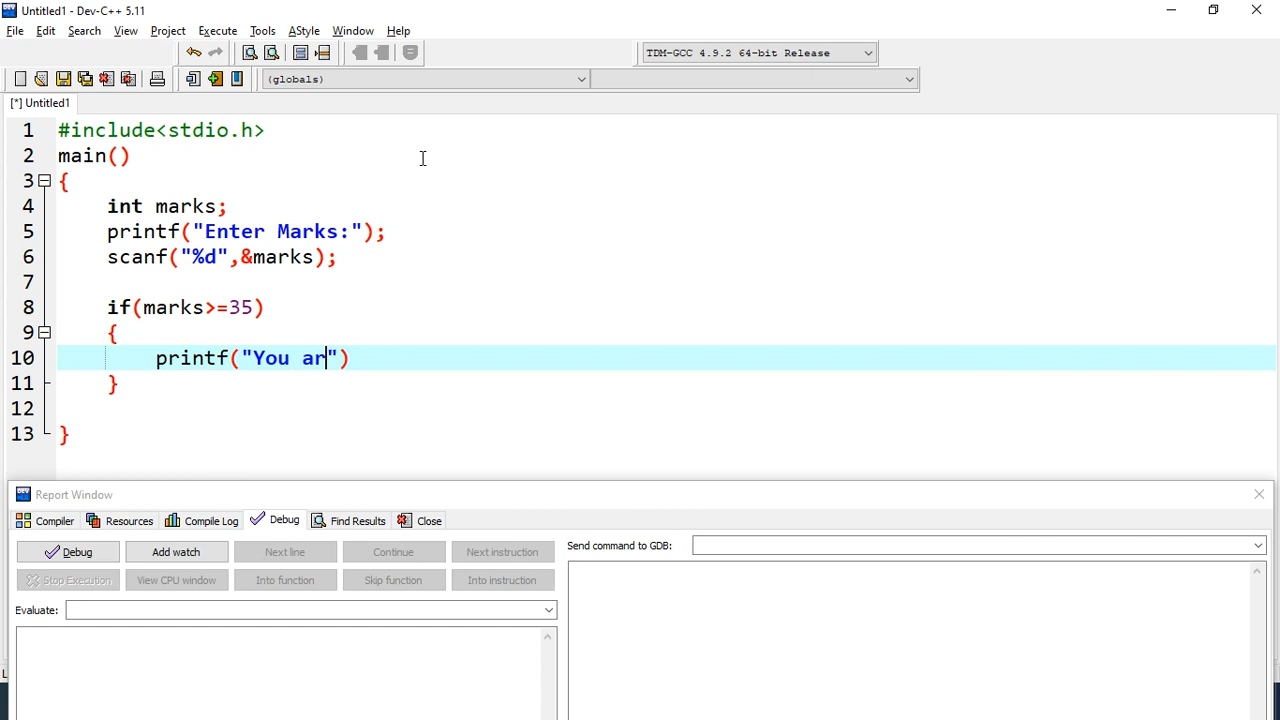 Untitled1 - Dev-C++ 5.11
File Edit Search View Project Execute Tools AStyle Window Help
TDM-GCC 4.9.2 64-bit Release
(globals)
[*] Untitled1
1 #include<stdio.h>
2 main()
3 {
4 int marks;
5 printf("Enter Marks:");
6 scanf("%d",&marks);
7
8 if(marks>=35)
9 {
10 printf("You ar")
11 }
12
13 }
Report Window
Compiler Resources Compile Log Debug Find Results Close
Debug Add watch Next line Continue Next instruction Send command to GDB:
Stop Execution View CPU window Into function Skip function Into instruction
Evaluate: